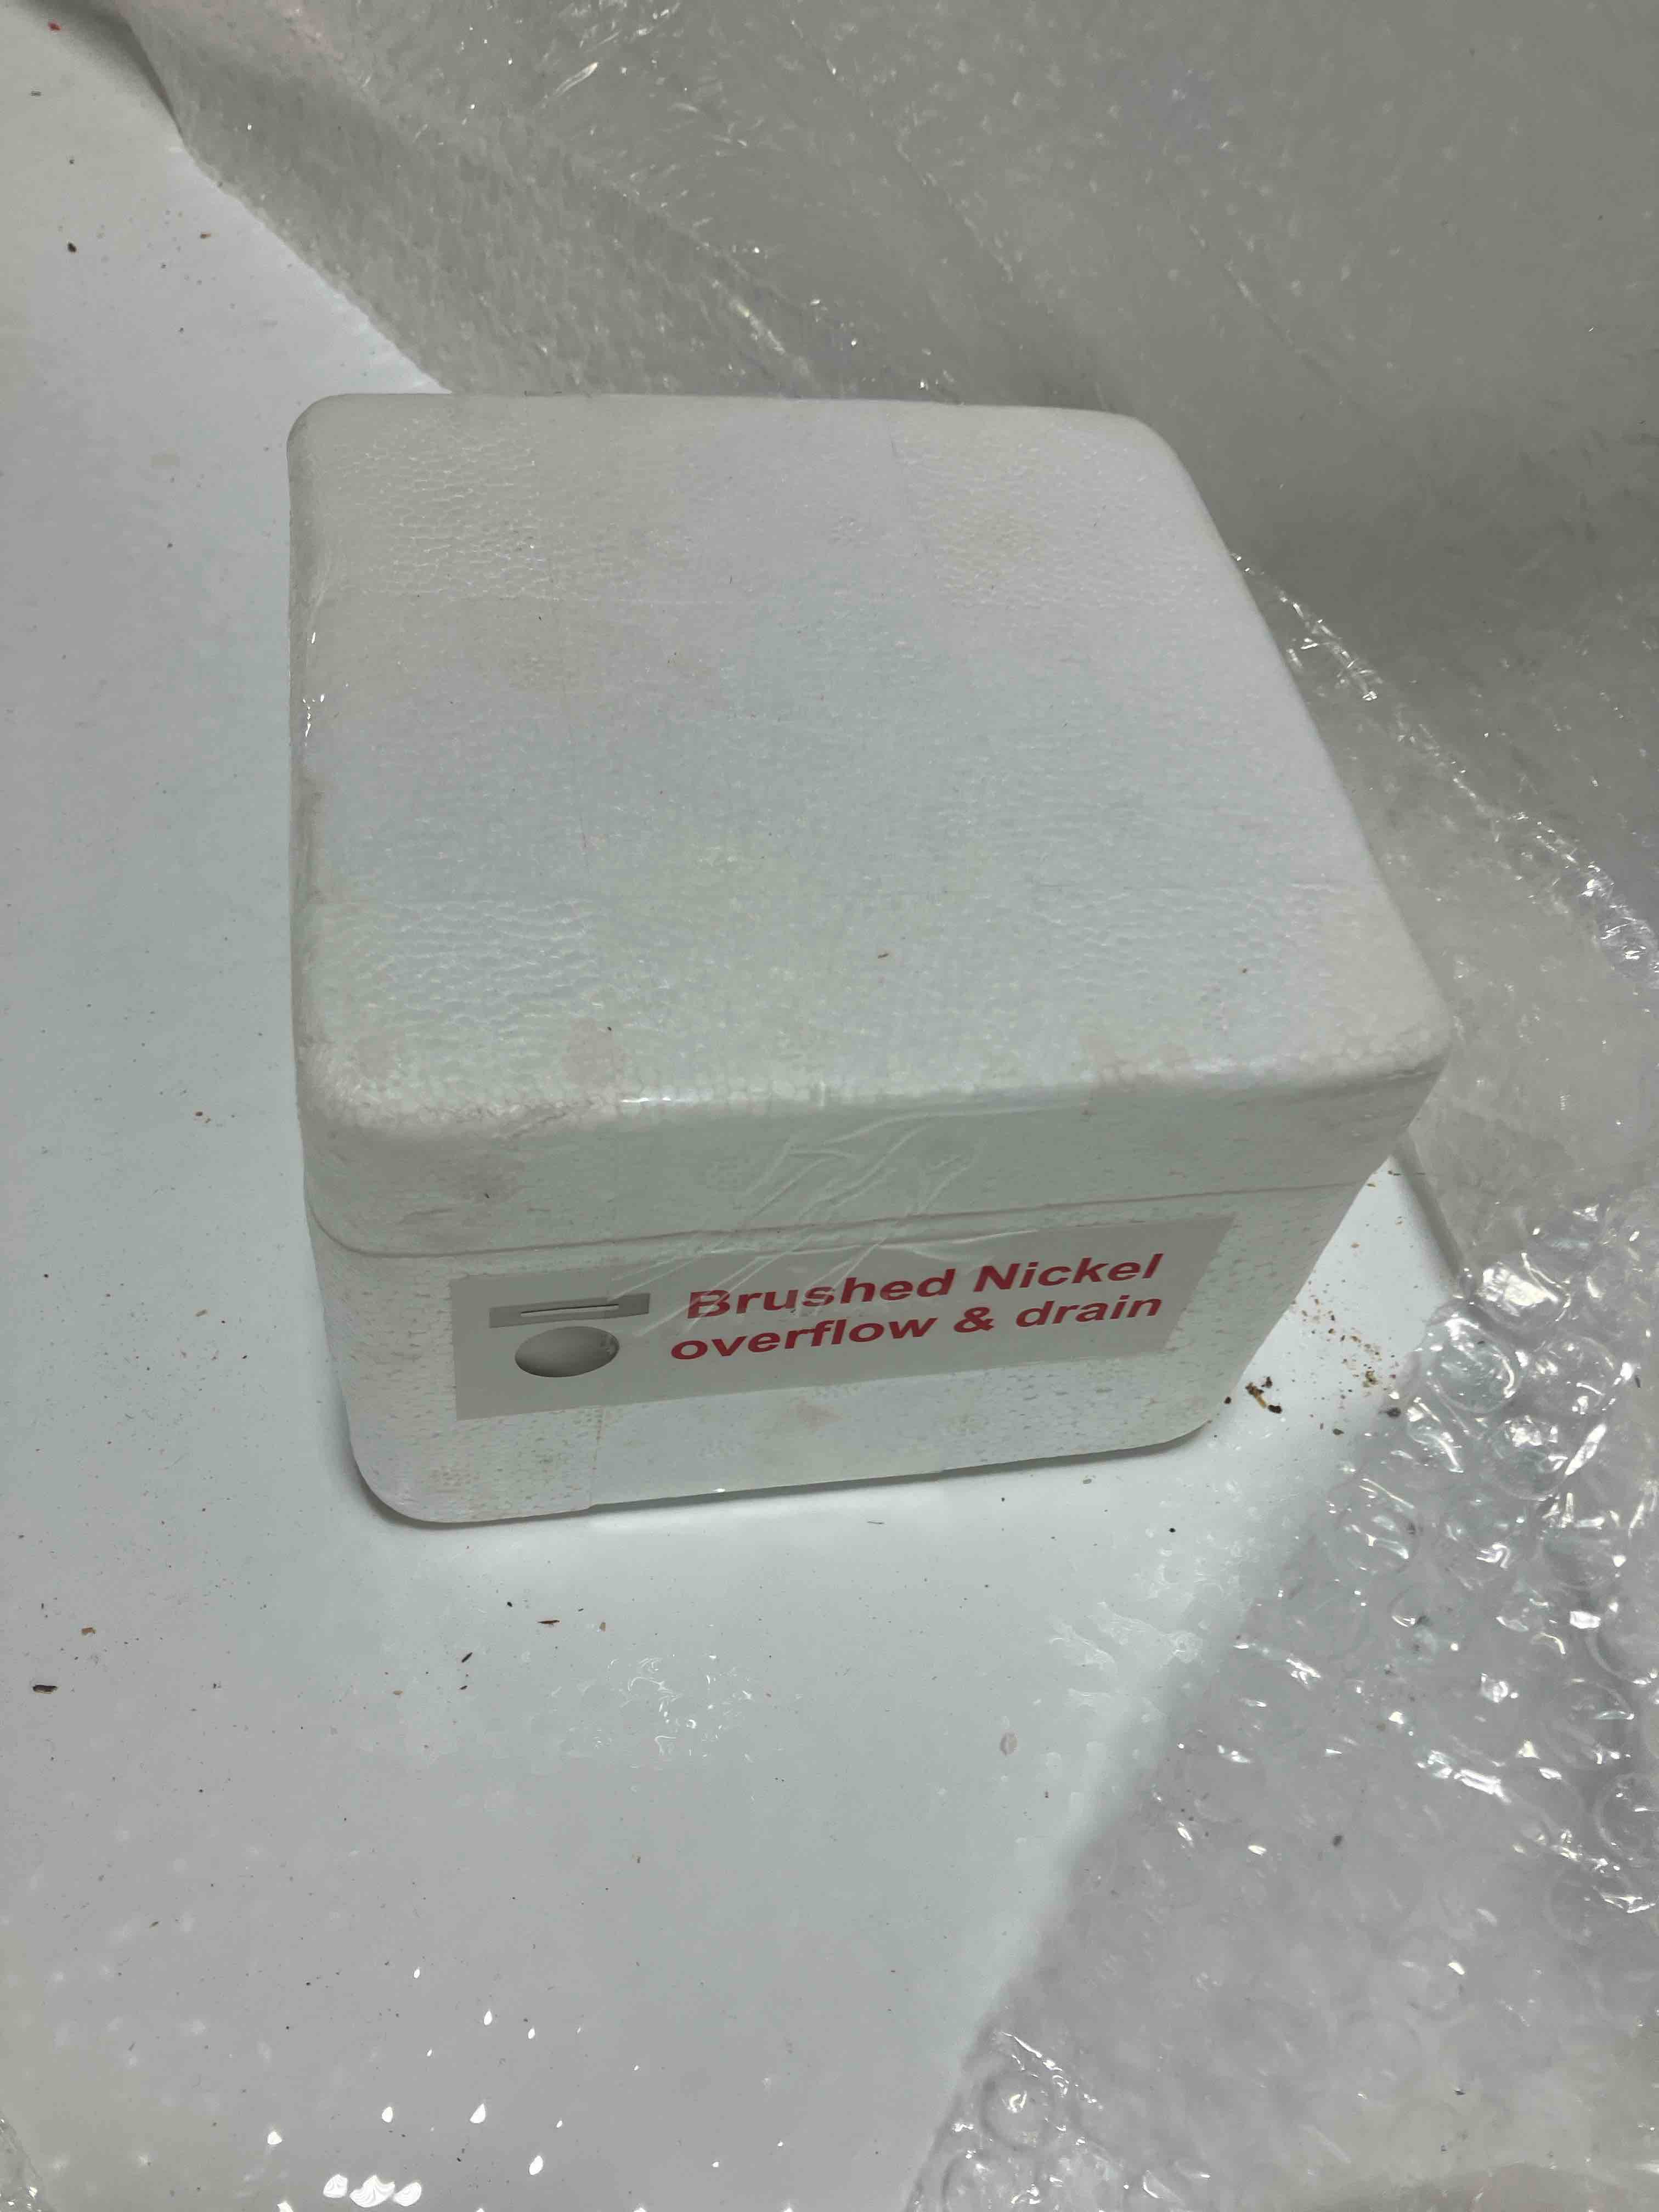 Brushed Nickel
overflow & drain